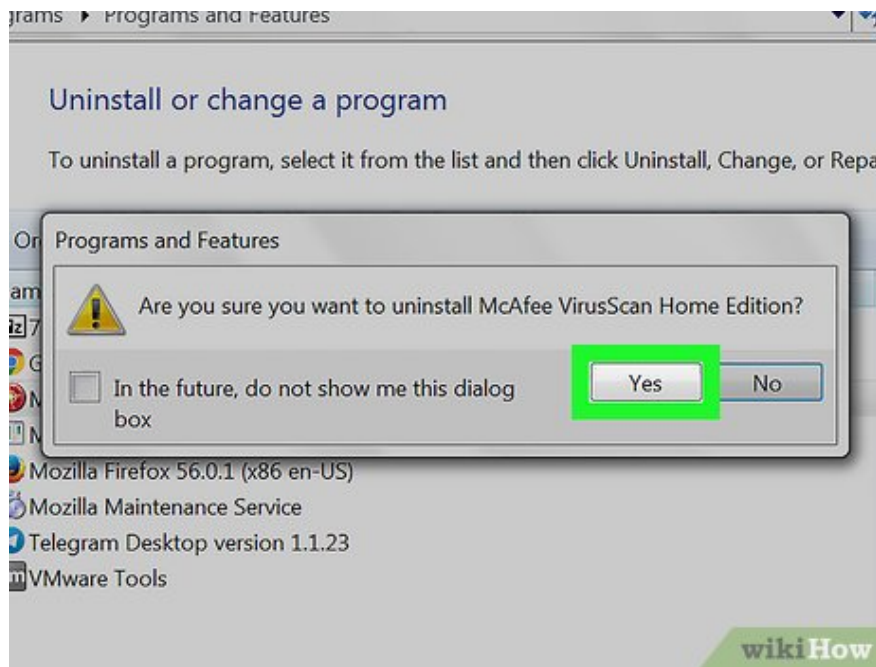 grams ▸ Programs and Features
Uninstall or change a program
To uninstall a program, select it from the list and then click Uninstall, Change, or Repa
Or
Programs and Features
am
Are you sure you want to uninstall McAfee VirusScan Home Edition?
7
G
In the future, do not show me this dialog
box
Yes
No
M
M
Mozilla Firefox 56.0.1 (x86 en-US)
Mozilla Maintenance Service
Telegram Desktop version 1.1.23
VMware Tools
wikiHow